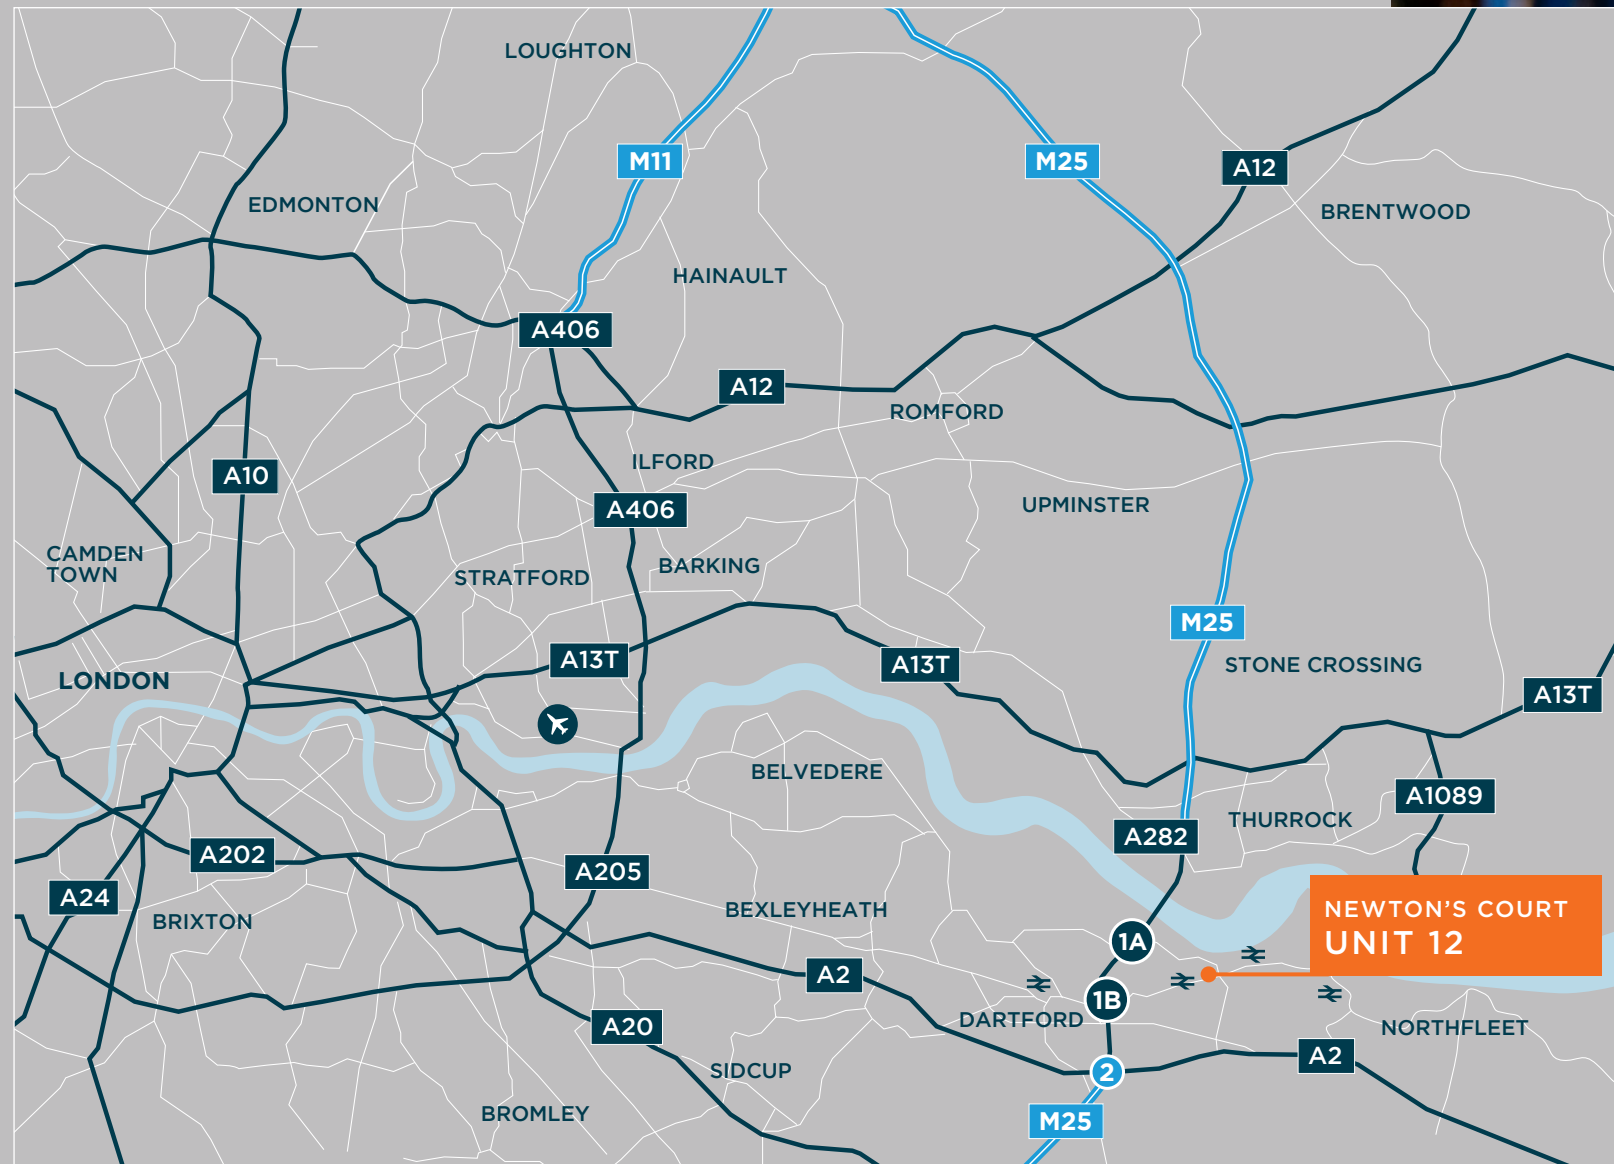 LOUGHTON
M11
M25
A12
EDMONTON
BRENTWOOD
HAINAULT
A406
A12
ROMFORD
ILFORD
A10
A406
UPMINSTER
CAMDEN
TOWN
STRATFORD
BARKING
M25
A13T
A13T
STONE CROSSING
LONDON
A13T
BELVEDERE
A1089
THURROCK
A282
A202
A205
A24
BRIXTON
BEXLEYHEATH
NEWTON'S COURT
UNIT 12
1A
A2
1B
DARTFORD
A20
NORTHFLEET
A2
SIDCUP
2
BROMLEY
M25